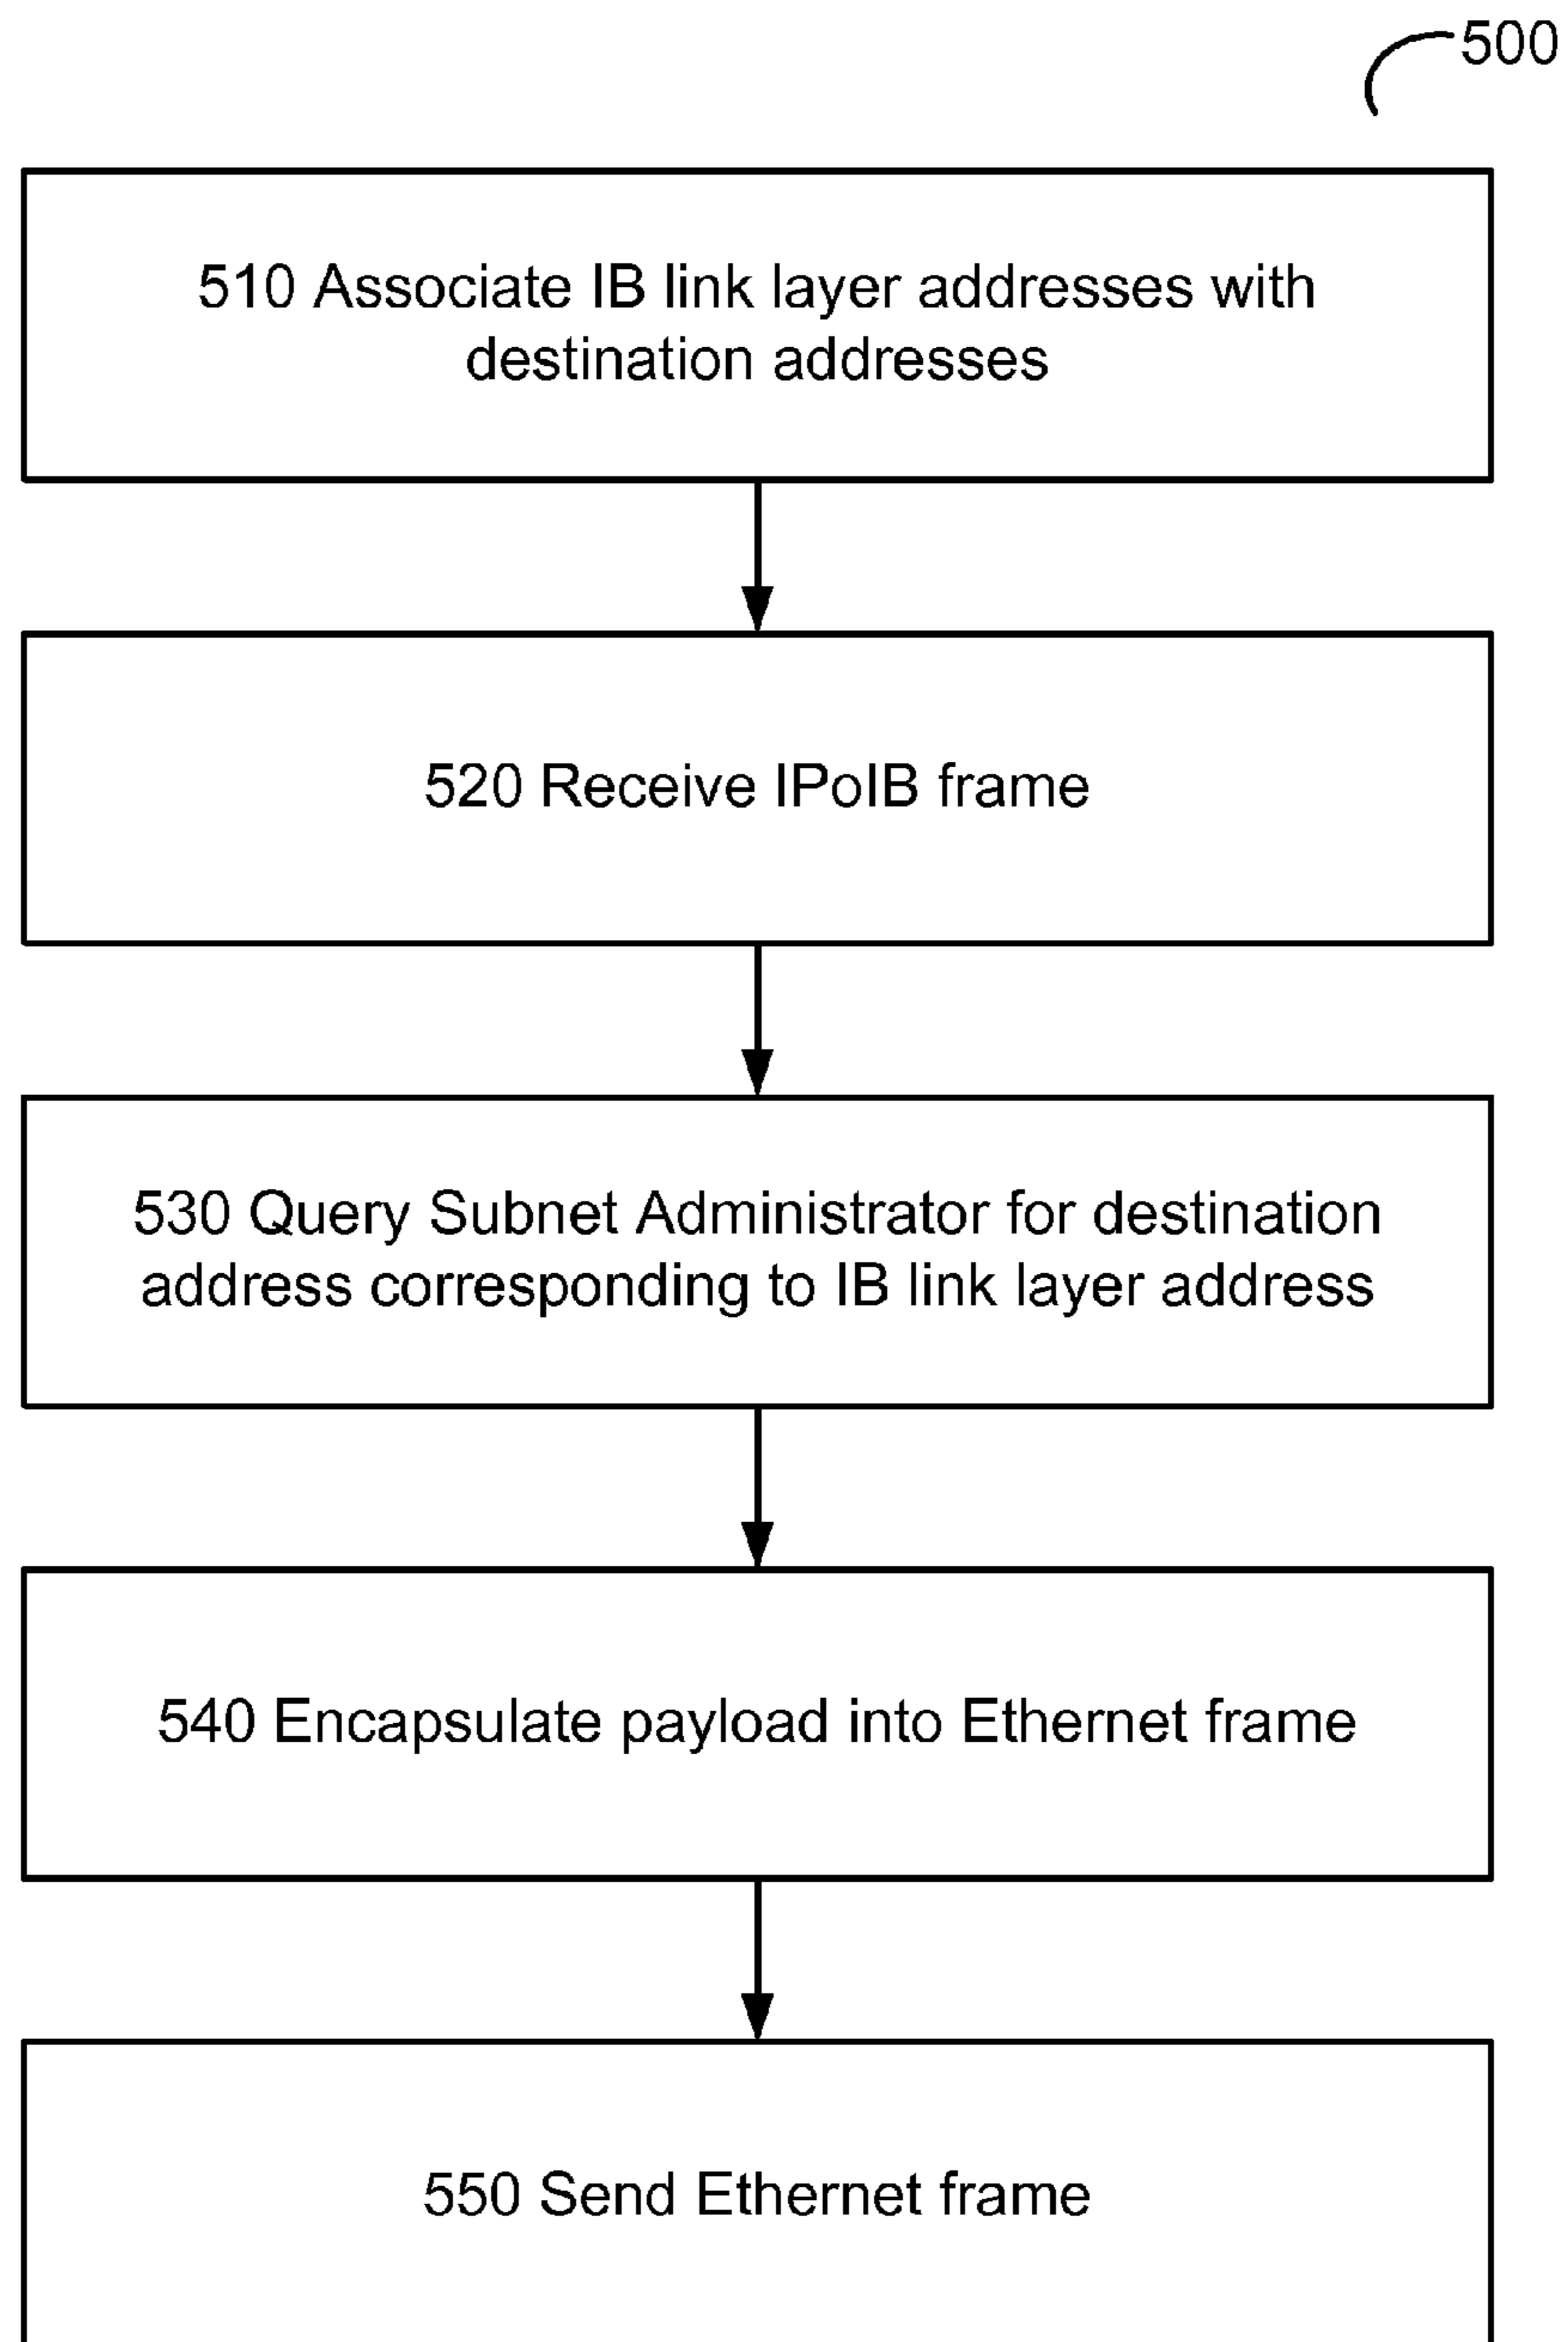 500
510 Associate IB link layer addresses with
destination addresses
520 Receive IPoIB frame
530 Query Subnet Administrator for destination
address corresponding to IB link layer address
540 Encapsulate payload into Ethernet frame
550 Send Ethernet frame